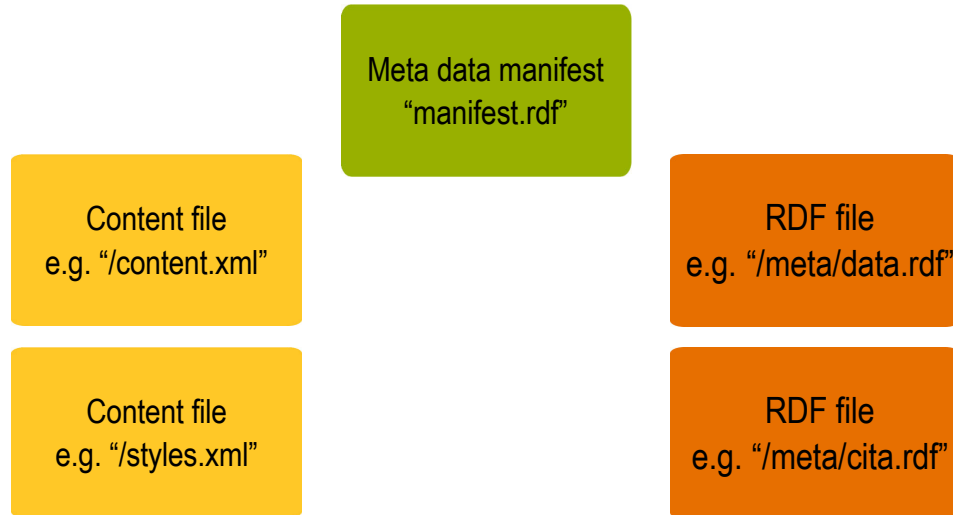 Meta data manifest
“manifest.rdf”
Content file
e.g. “/content.xml”
RDF file
e.g. “/meta/data.rdf”
Content file
e.g. “/styles.xml”
RDF file
e.g. “/meta/cita.rdf”